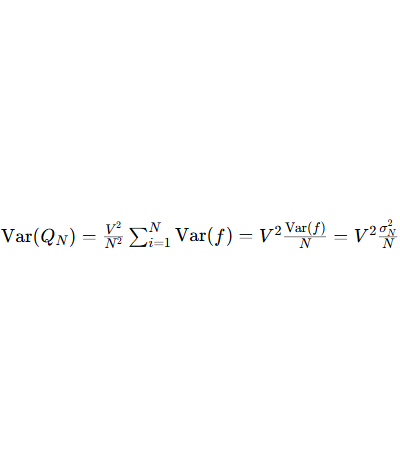 Var(Q_N) = \frac{V^2}{N^2} \sum_{i=1}^{N} Var(f) = V^2 \frac{Var(f)}{N} = V^2 \frac{\sigma_N^2}{N}